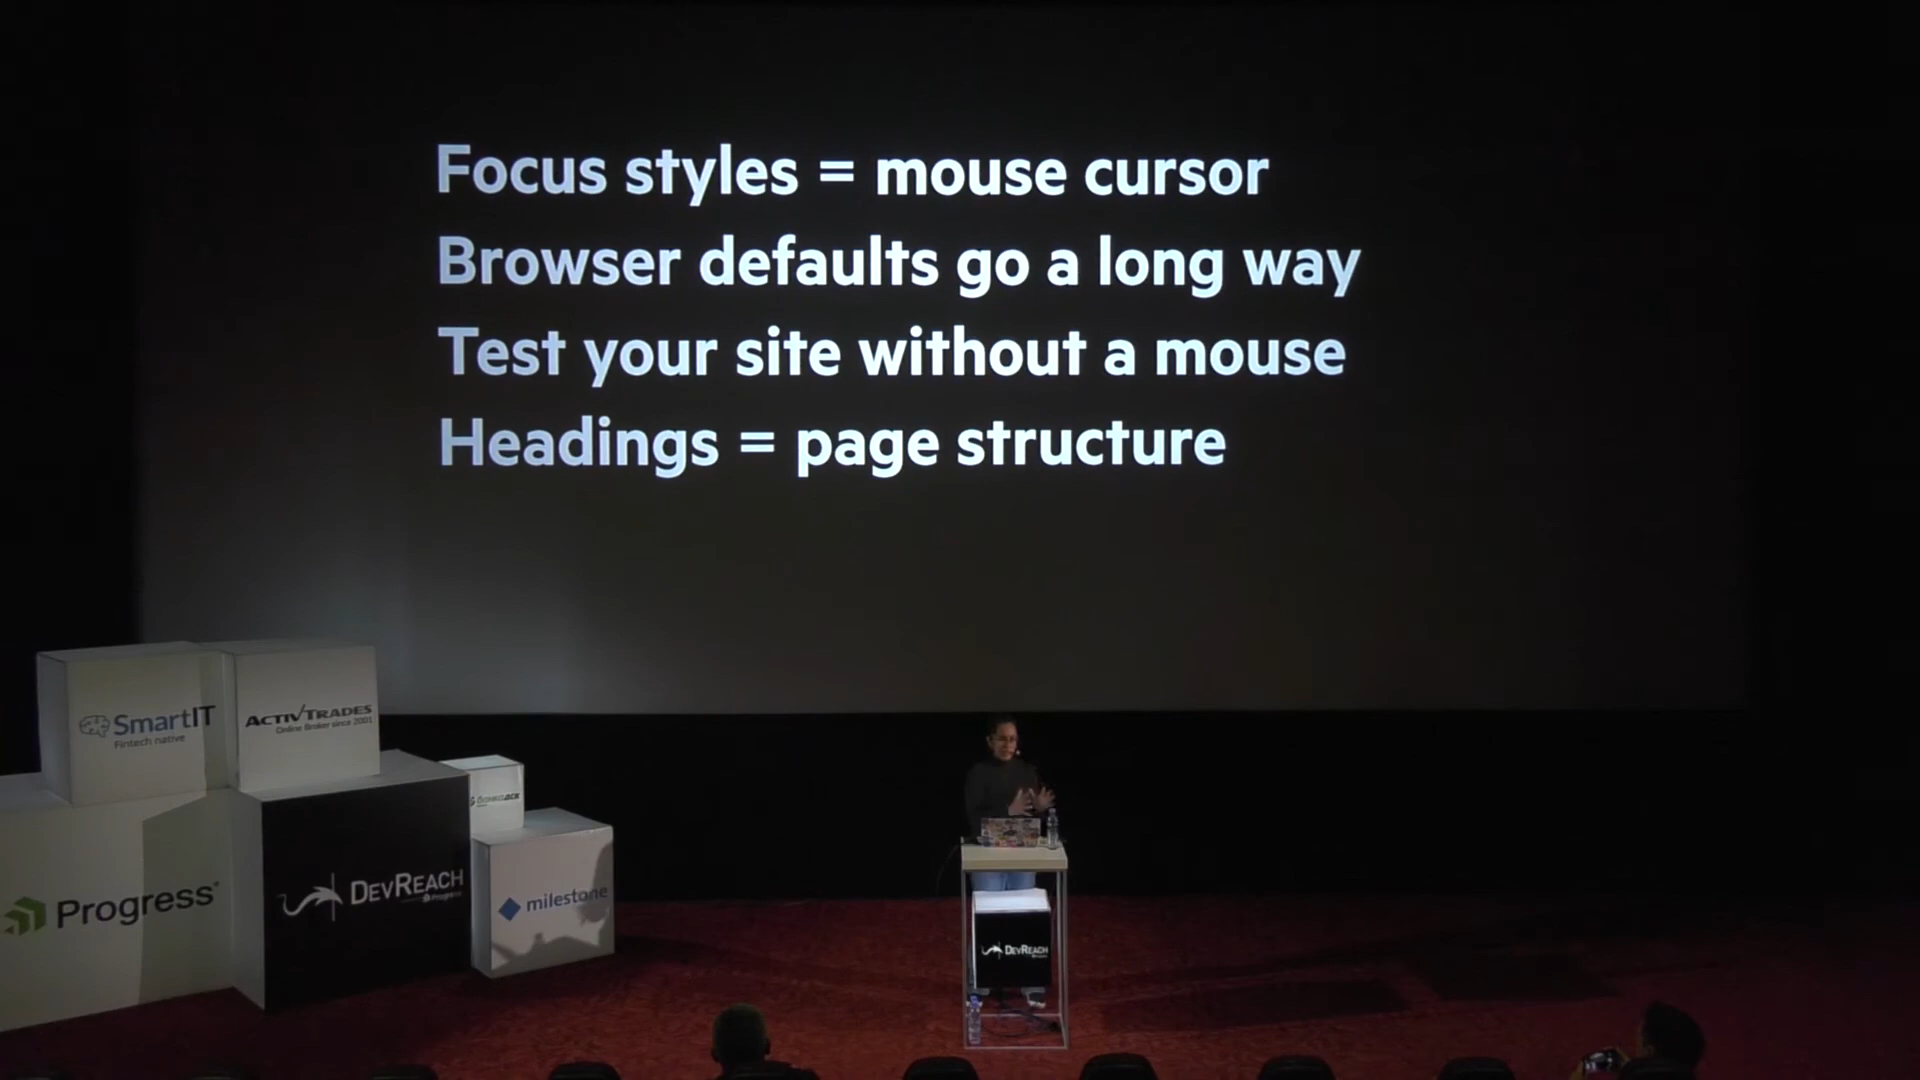 Focus styles = mouse cursor
Browser defaults go a long way
Test your site without a mouse
Headings = page structure
SmartIT
Fintech native
ACTIVTRADES
Online Broker since 2001
Progress
DEVREACH
milestone
DEVREACH